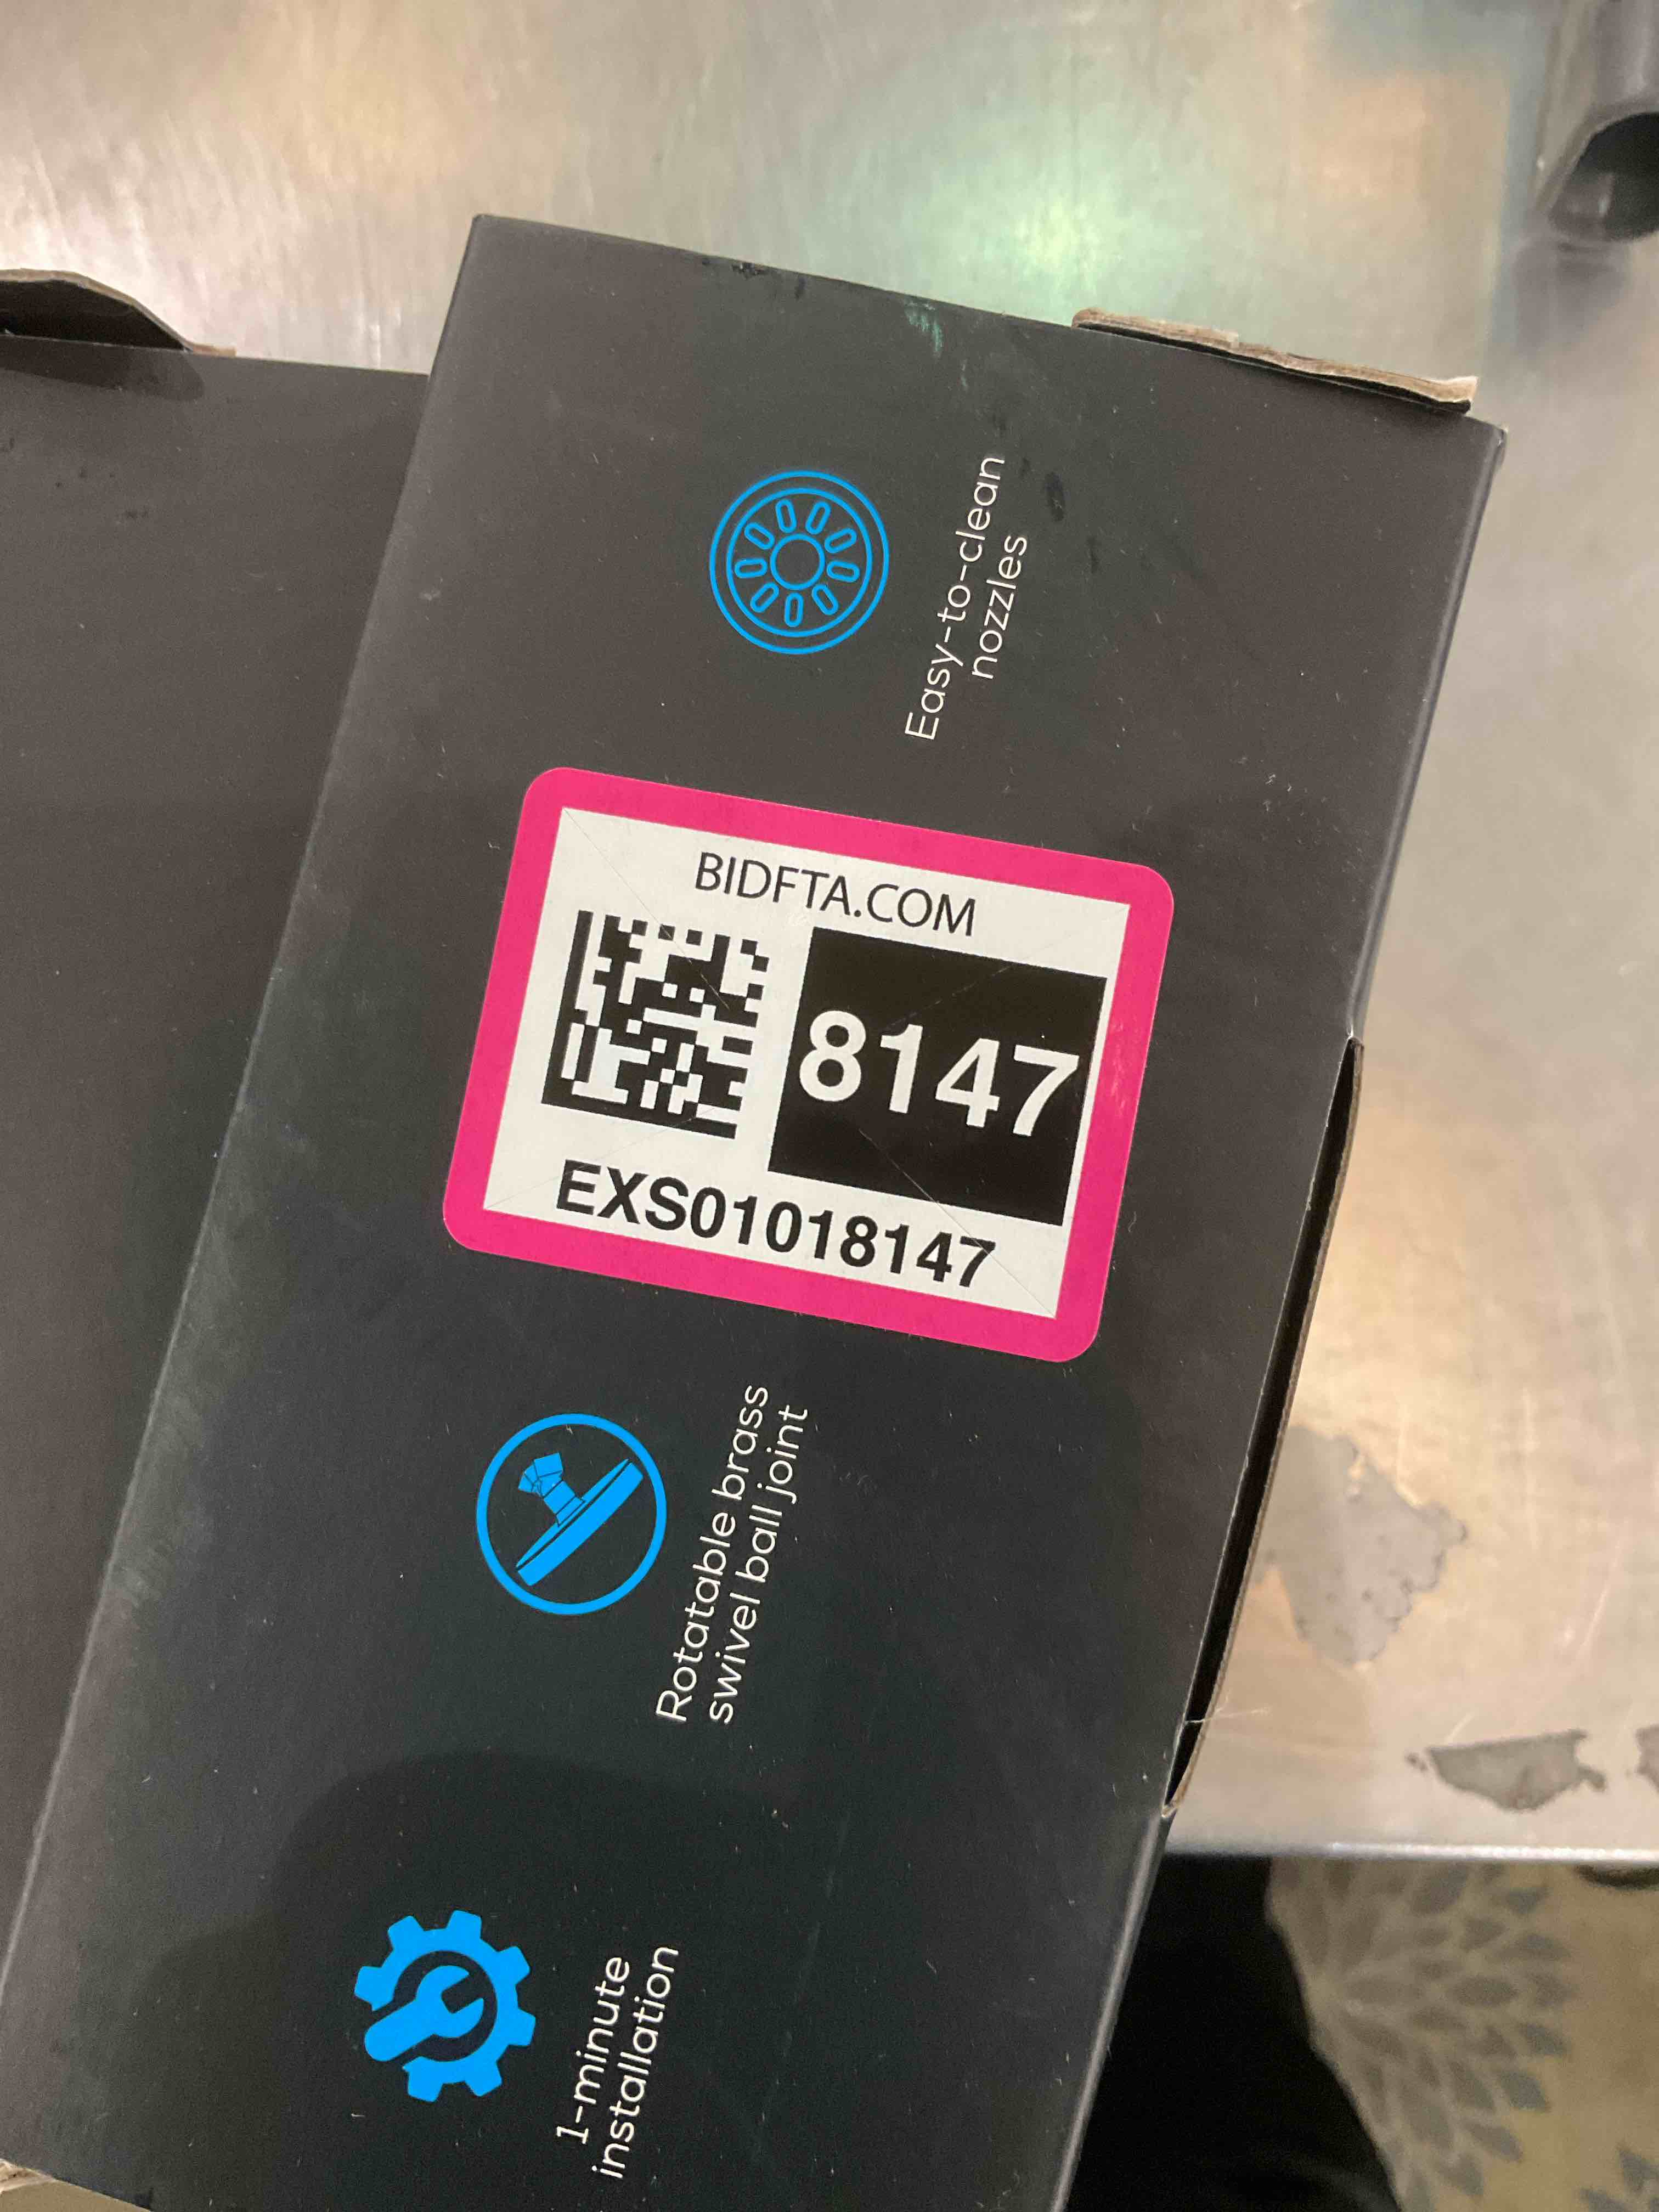 Easy-to-clean
nozzles
BIDFTA.COM
8147
EXS01018147
Rotatable brass
swivel ball joint
1-minute
installation